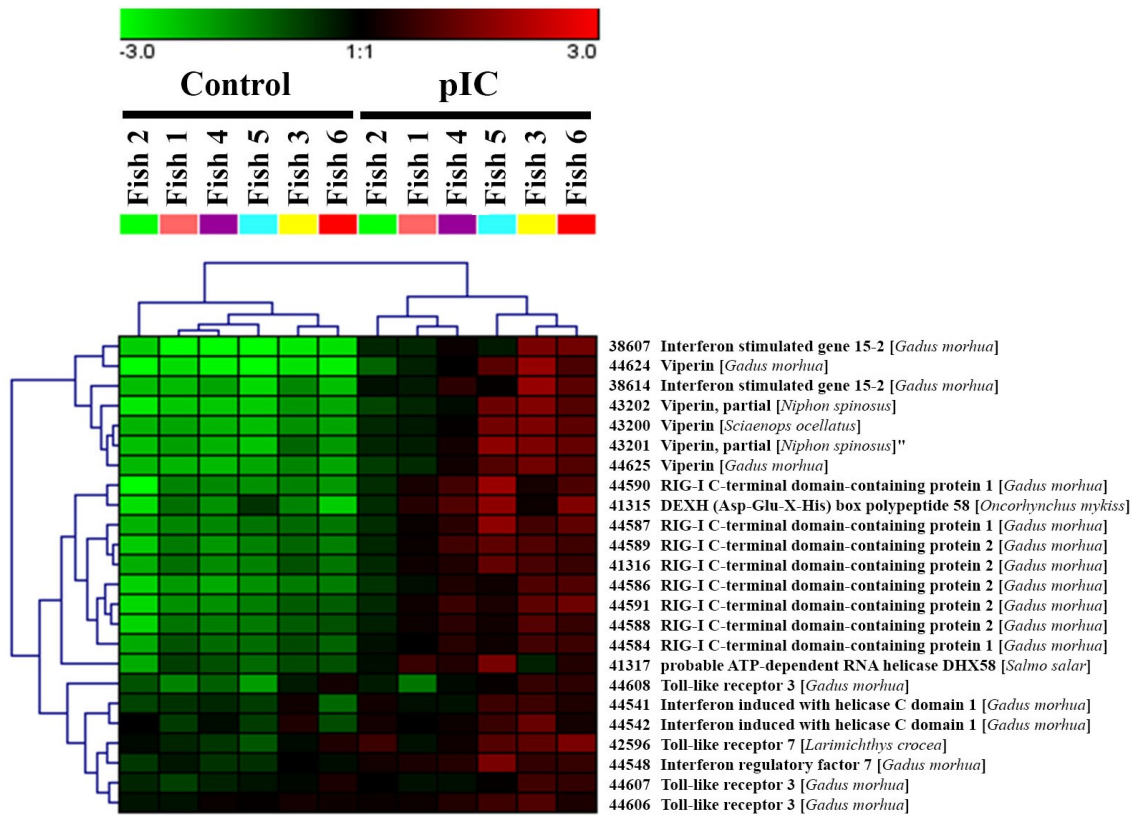 -3.0 1:1 3.0
Control pIC
Fish 2 Fish 1 Fish 4 Fish 5 Fish 3 Fish 6 Fish 2 Fish 1 Fish 4 Fish 5 Fish 3 Fish 6
38607 Interferon stimulated gene 15-2 [Gadus morhua]
44624 Viperin [Gadus morhua]
38614 Interferon stimulated gene 15-2 [Gadus morhua]
43202 Viperin, partial [Niphon spinosus]
43200 Viperin [Sciaenops ocellatus]
43201 Viperin, partial [Niphon spinosus]"
44625 Viperin [Gadus morhua]
44590 RIG-I C-terminal domain-containing protein 1 [Gadus morhua]
41315 DEXH (Asp-Glu-X-His) box polypeptide 58 [Oncorhynchus mykiss]
44587 RIG-I C-terminal domain-containing protein 1 [Gadus morhua]
44589 RIG-I C-terminal domain-containing protein 2 [Gadus morhua]
41316 RIG-I C-terminal domain-containing protein 2 [Gadus morhua]
44586 RIG-I C-terminal domain-containing protein 2 [Gadus morhua]
44591 RIG-I C-terminal domain-containing protein 2 [Gadus morhua]
44588 RIG-I C-terminal domain-containing protein 2 [Gadus morhua]
44584 RIG-I C-terminal domain-containing protein 1 [Gadus morhua]
41317 probable ATP-dependent RNA helicase DHX58 [Salmo salar]
44608 Toll-like receptor 3 [Gadus morhua]
44541 Interferon induced with helicase C domain 1 [Gadus morhua]
44542 Interferon induced with helicase C domain 1 [Gadus morhua]
42596 Toll-like receptor 7 [Larimichthys crocea]
44548 Interferon regulatory factor 7 [Gadus morhua]
44607 Toll-like receptor 3 [Gadus morhua]
44606 Toll-like receptor 3 [Gadus morhua]